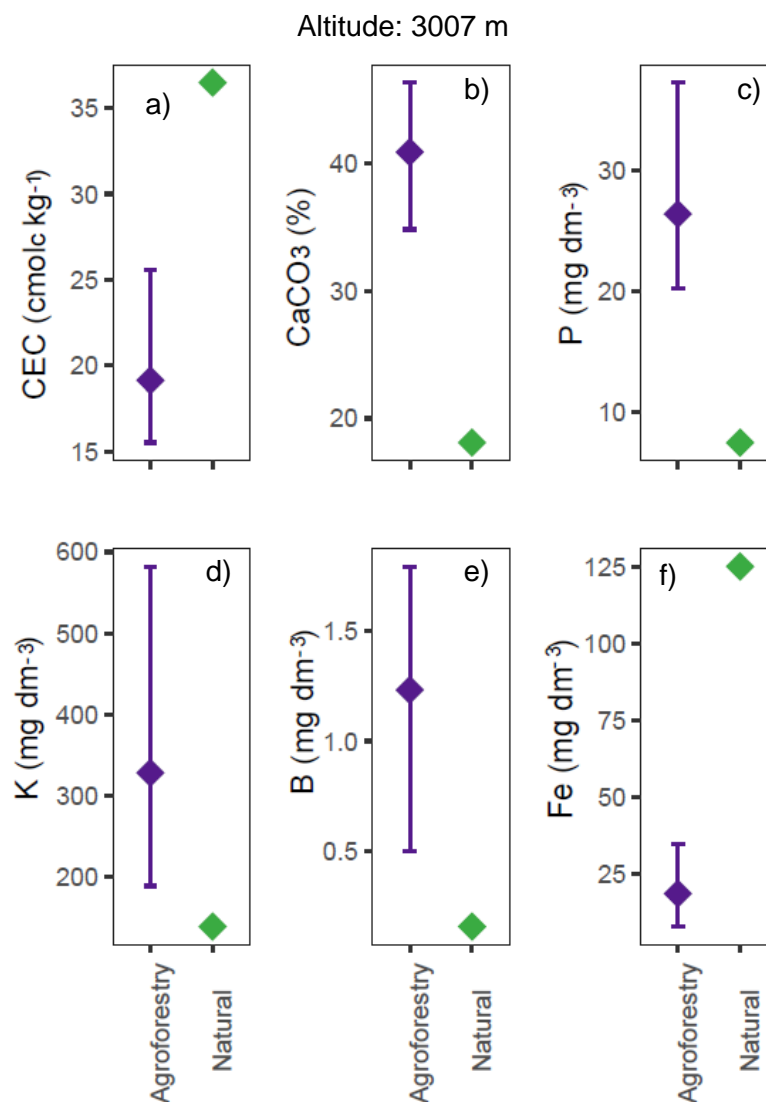 Altitude: 3007 m
a)
CEC (cmolc kg-1)
35
30
25
20
15
b)
CaCO3 (%)
40
30
20
c)
P (mg dm-3)
30
20
10
d)
K (mg dm-3)
600
500
400
300
200
e)
B (mg dm-3)
1.5
1.0
0.5
f)
Fe (mg dm-3)
125
100
75
50
25
Agroforestry
Natural
Agroforestry
Natural
Agroforestry
Natural